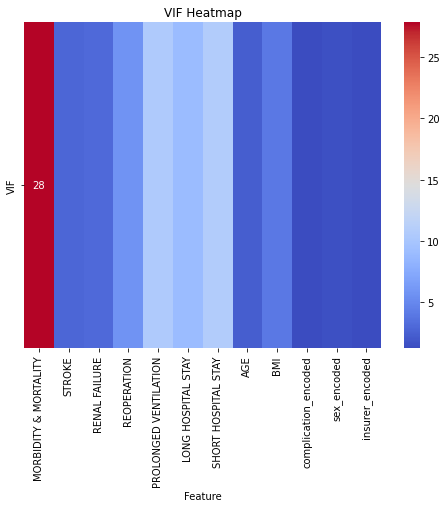 VIF Heatmap
VIF
28
25
20
15
10
5
MORBIDITY & MORTALITY
STROKE
RENAL FAILURE
REOPERATION
PROLONGED VENTILATION
LONG HOSPITAL STAY
SHORT HOSPITAL STAY
AGE
BMI
complication_encoded
sex_encoded
insurer_encoded
Feature